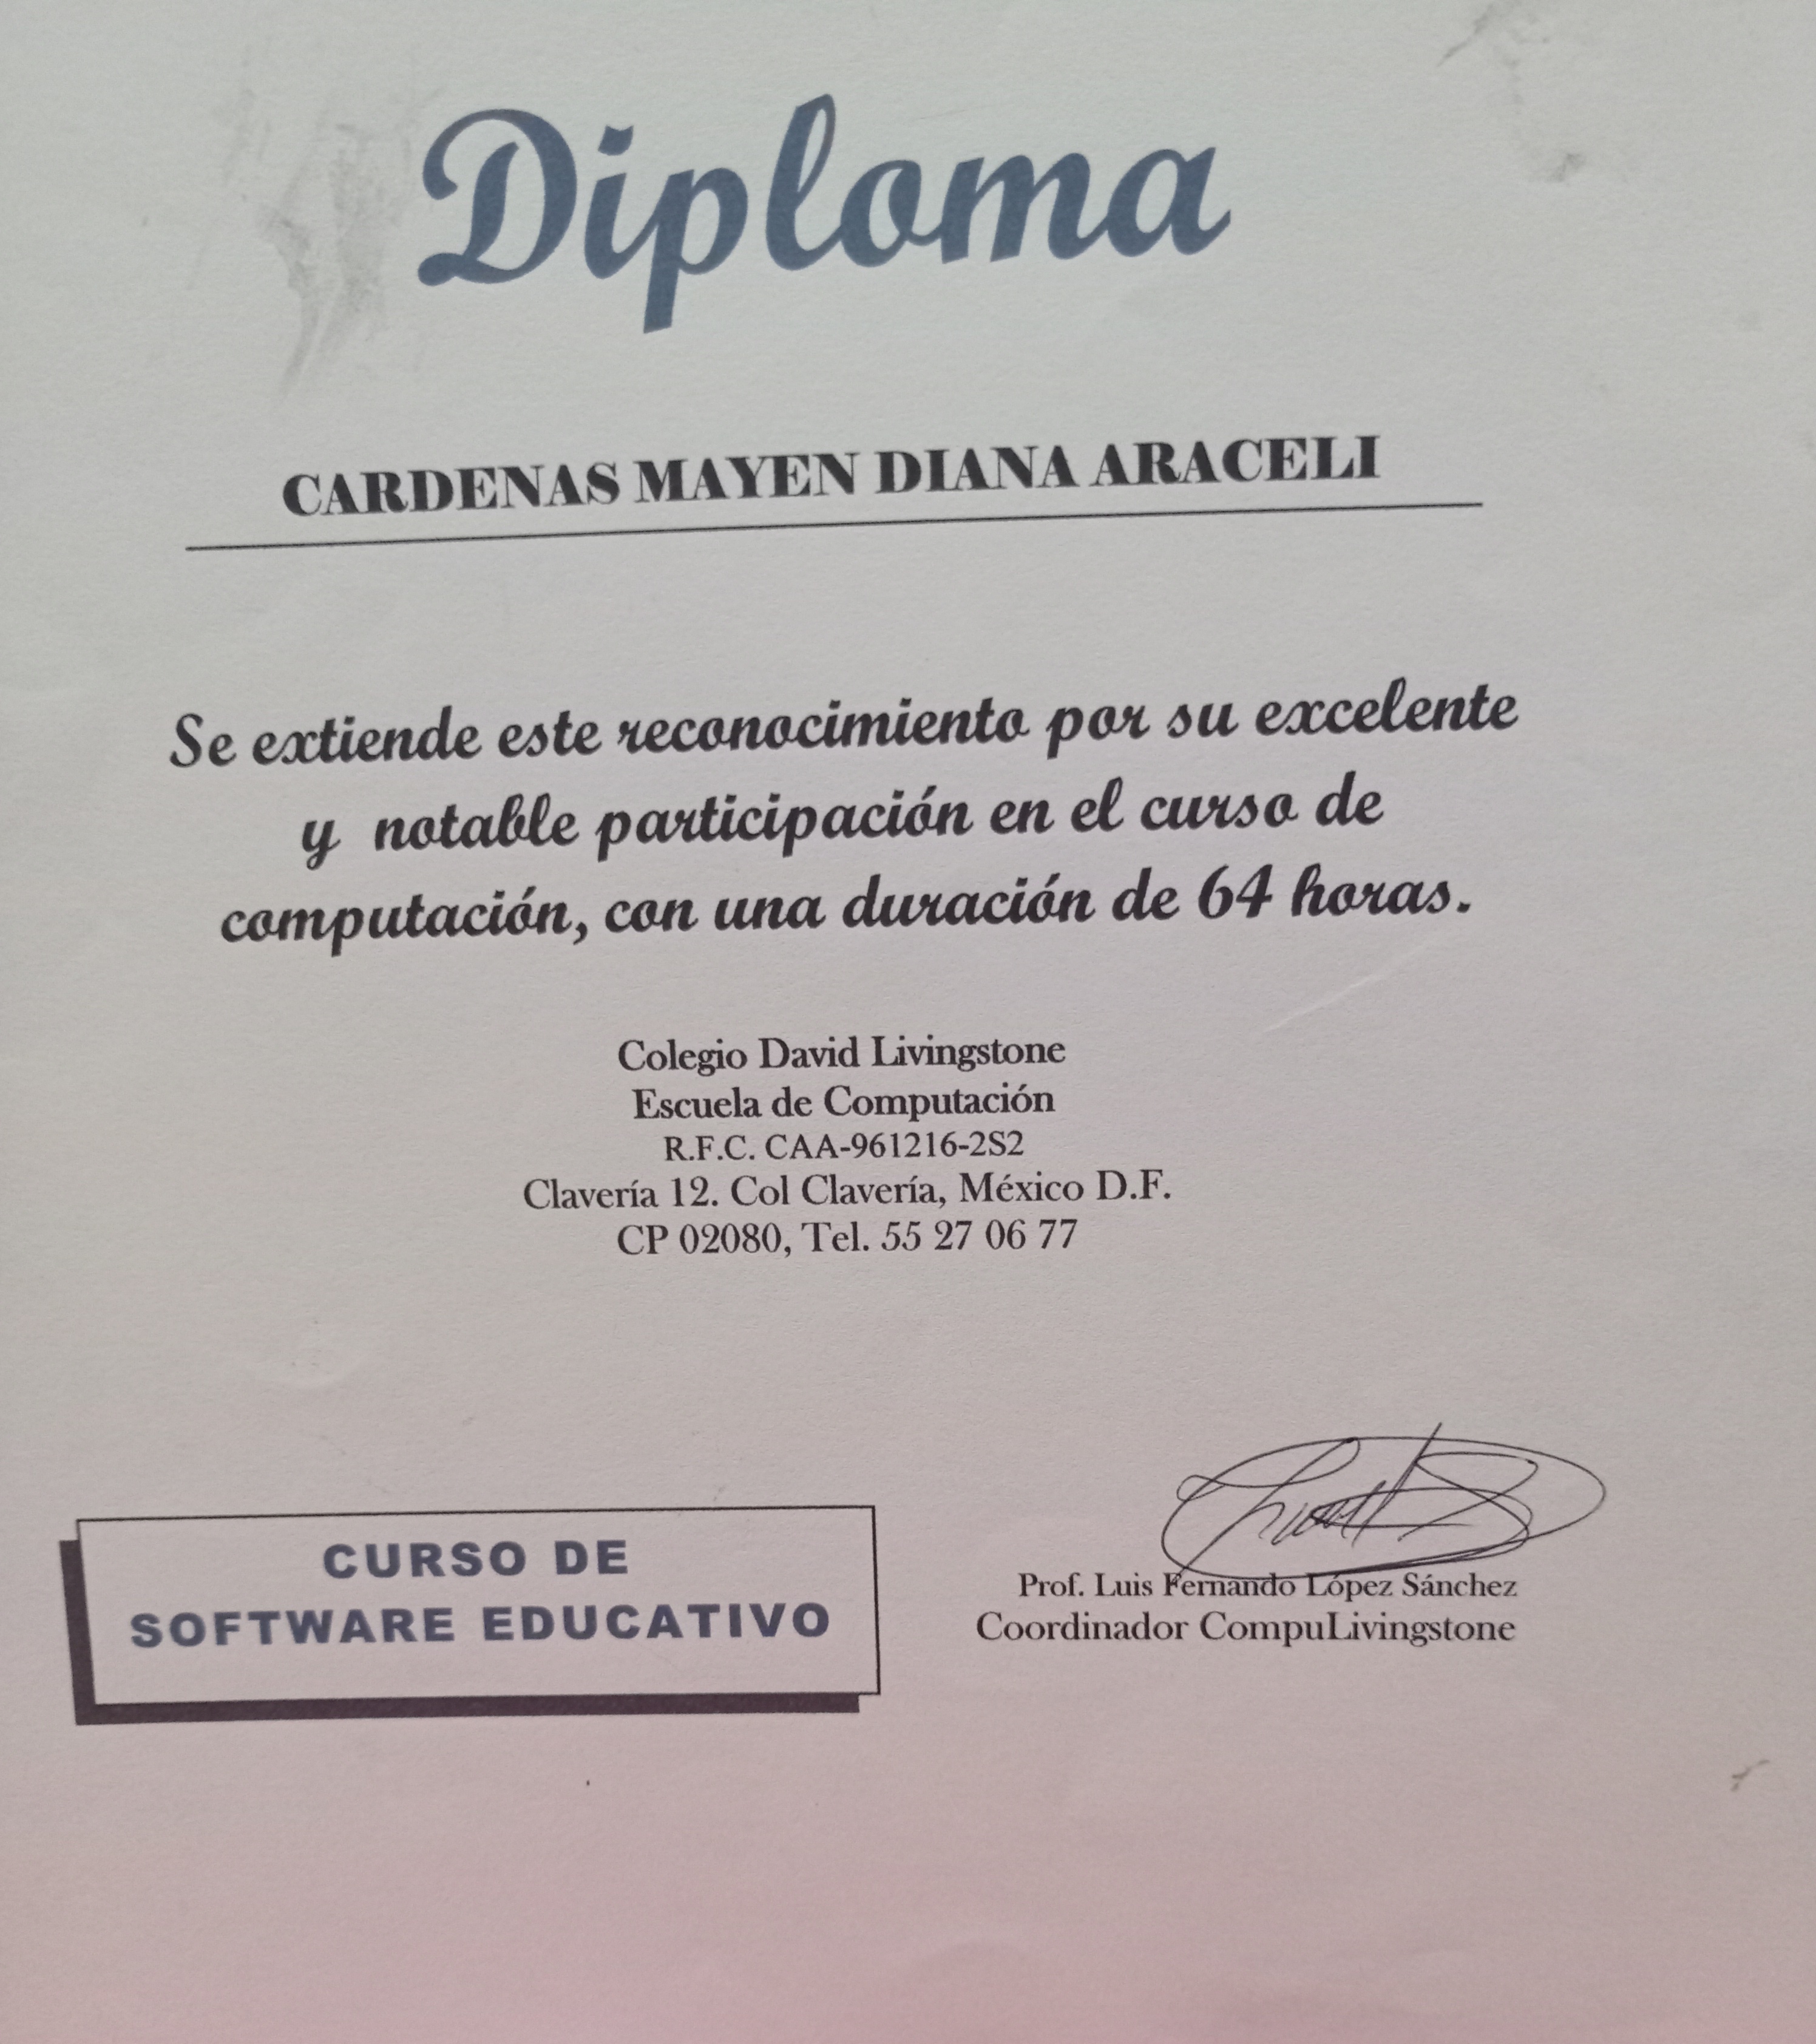 Diploma
CARDENAS MAYEN DIANA ARACELI
Se extiende este reconocimiento por su excelente
y notable participación en el curso de
computación, con una duración de 64 horas.
Colegio David Livingstone
Escuela de Computación
R.F.C. CAA-961216-2S2
Clavería 12. Col Clavería, México D.F.
CP 02080, Tel. 55 27 06 77
CURSO DE
SOFTWARE EDUCATIVO
Prof. Luis Fernando López Sánchez
Coordinador CompuLivingstone